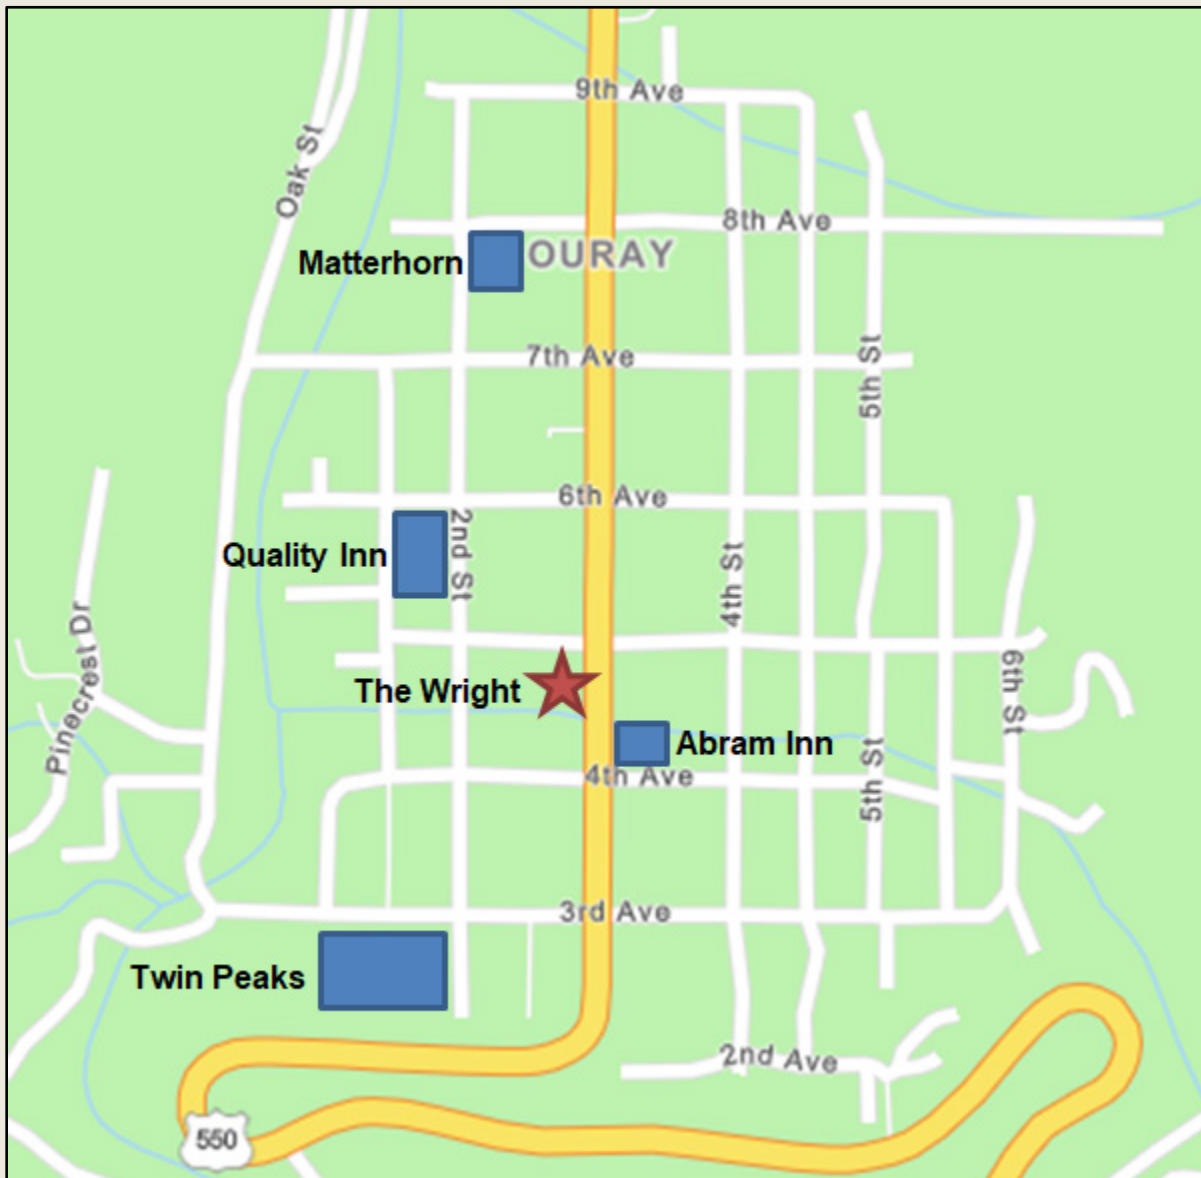 9th Ave
Oak St
8th Ave
OURAY
Matterhorn
7th Ave
5th St
6th Ave
2nd St
Quality Inn
4th St
Pinecrest Dr
6th St
The Wright
Abram Inn
4th Ave
5th St
3rd Ave
Twin Peaks
2nd Ave
550